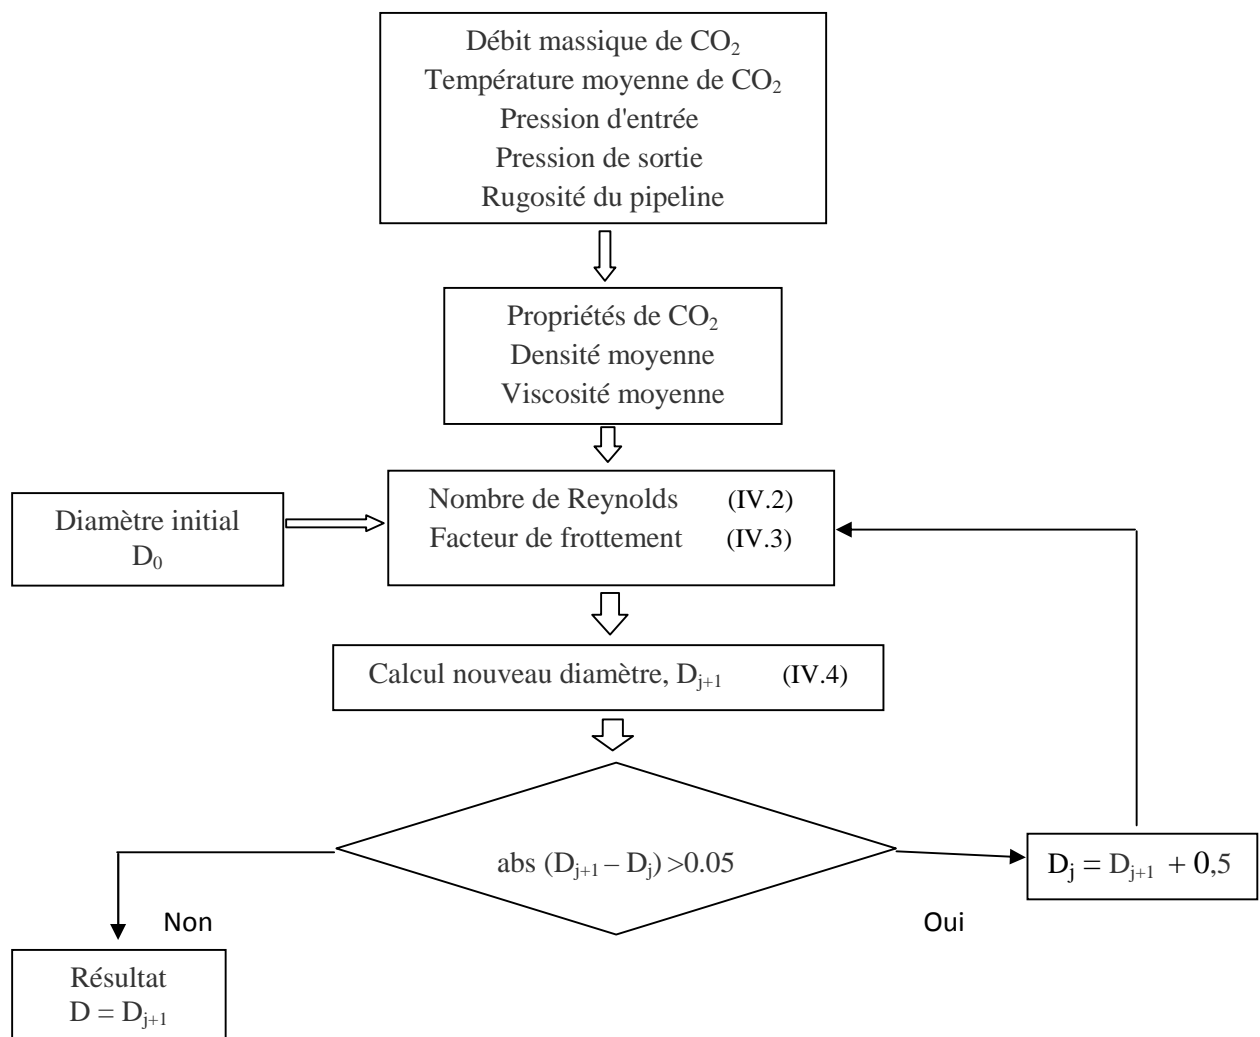 Débit massique de CO₂
Température moyenne de CO₂
Pression d'entrée
Pression de sortie
Rugosité du pipeline
Propriétés de CO₂
Densité moyenne
Viscosité moyenne
Diamètre initial
D₀
Nombre de Reynolds (IV.2)
Facteur de frottement (IV.3)
Calcul nouveau diamètre, Dⱼ₊₁ (IV.4)
abs (Dⱼ₊₁ – Dⱼ) >0.05
Dⱼ = Dⱼ₊₁ + 0,5
Non
Oui
Résultat
D = Dⱼ₊₁